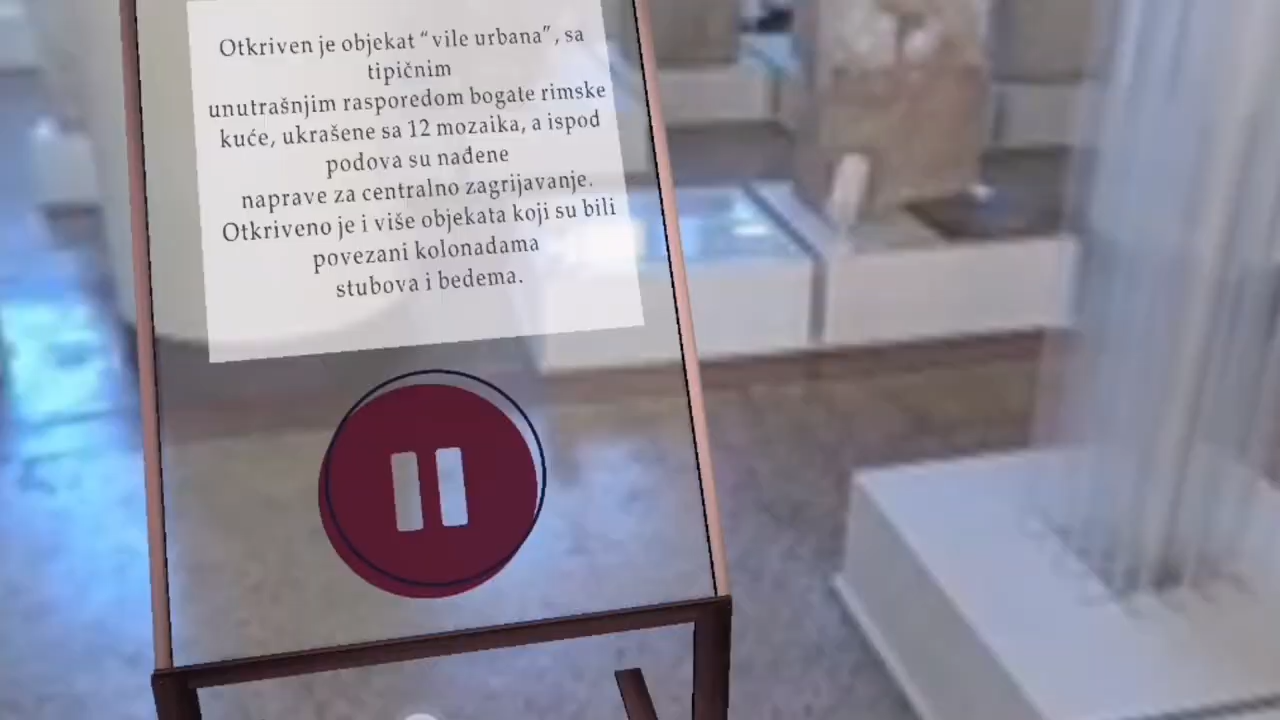 Otkriven je objekat “vile urbana”, sa
tipičnim
unutrašnjim rasporedom bogate rimske
kuće, ukrašene sa 12 mozaika, a ispod
podova su nađene
naprave za centralno zagrijavanje.
Otkriveno je i više objekata koji su bili
povezani kolonadama
stubova i bedema.